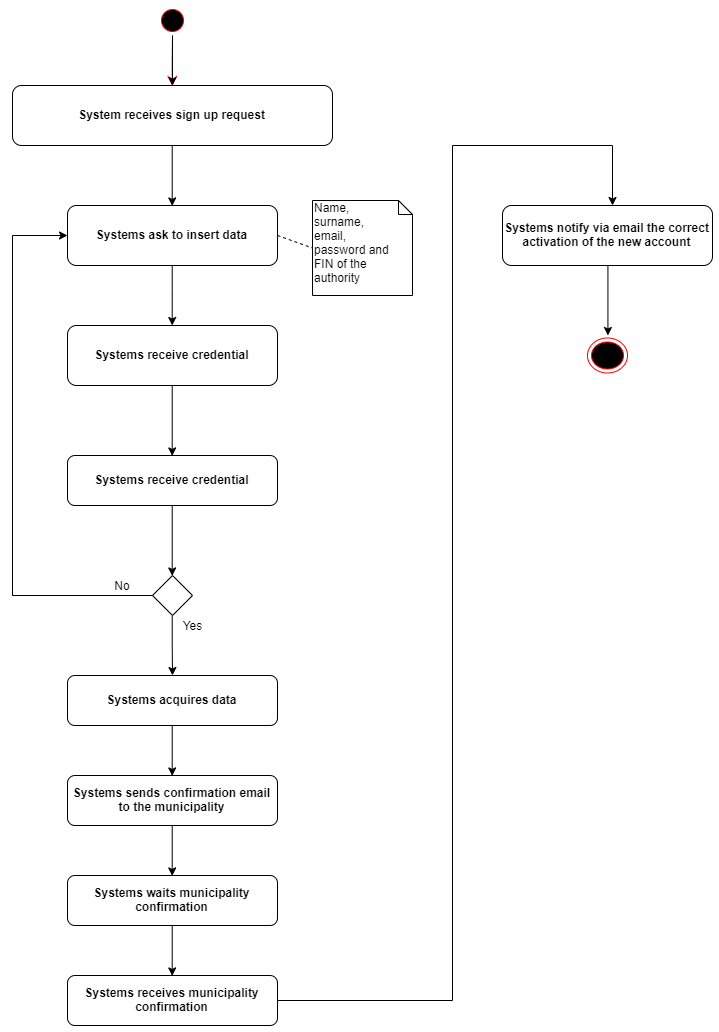 System receives sign up request
Systems ask to insert data
Name,
surname,
email,
password and
FIN of the
authority
Systems receive credential
Systems receive credential
No
Yes
Systems acquires data
Systems sends confirmation email
to the municipality
Systems waits municipality
confirmation
Systems receives municipality
confirmation
Systems notify via email the correct
activation of the new account